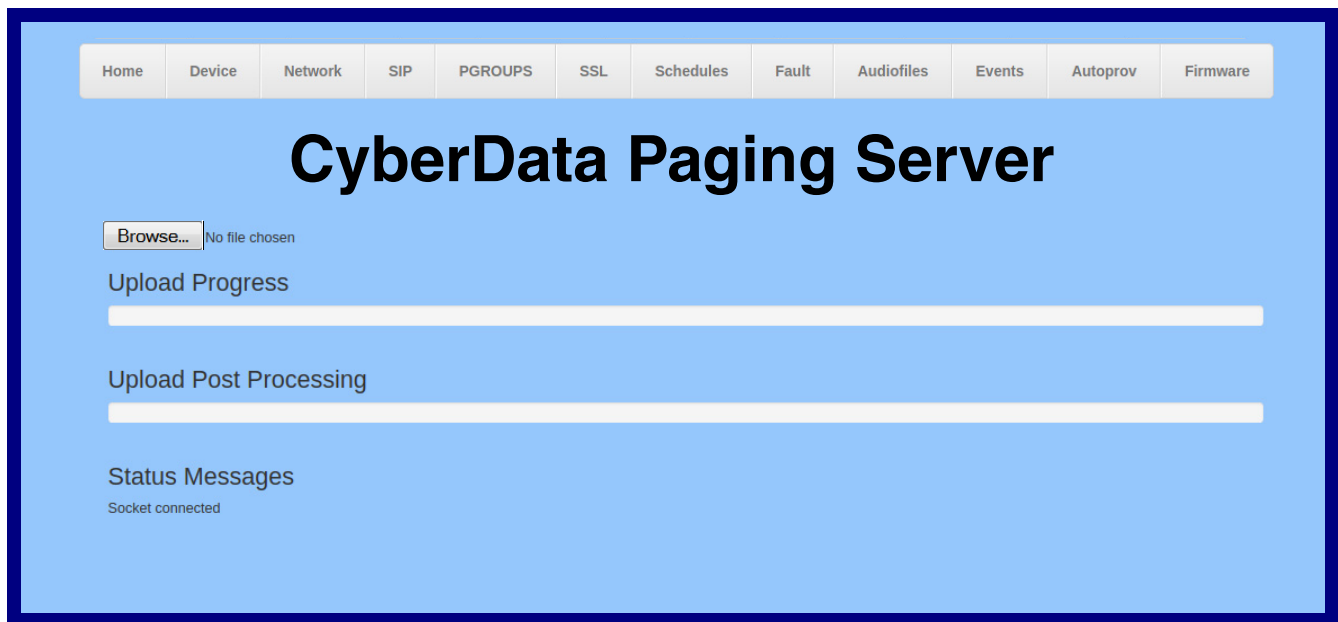 Home Device Network SIP PGROUPS SSL Schedules Fault Audiofiles Events Autoprov Firmware
CyberData Paging Server
Browse... No file chosen
Upload Progress
Upload Post Processing
Status Messages
Socket connected